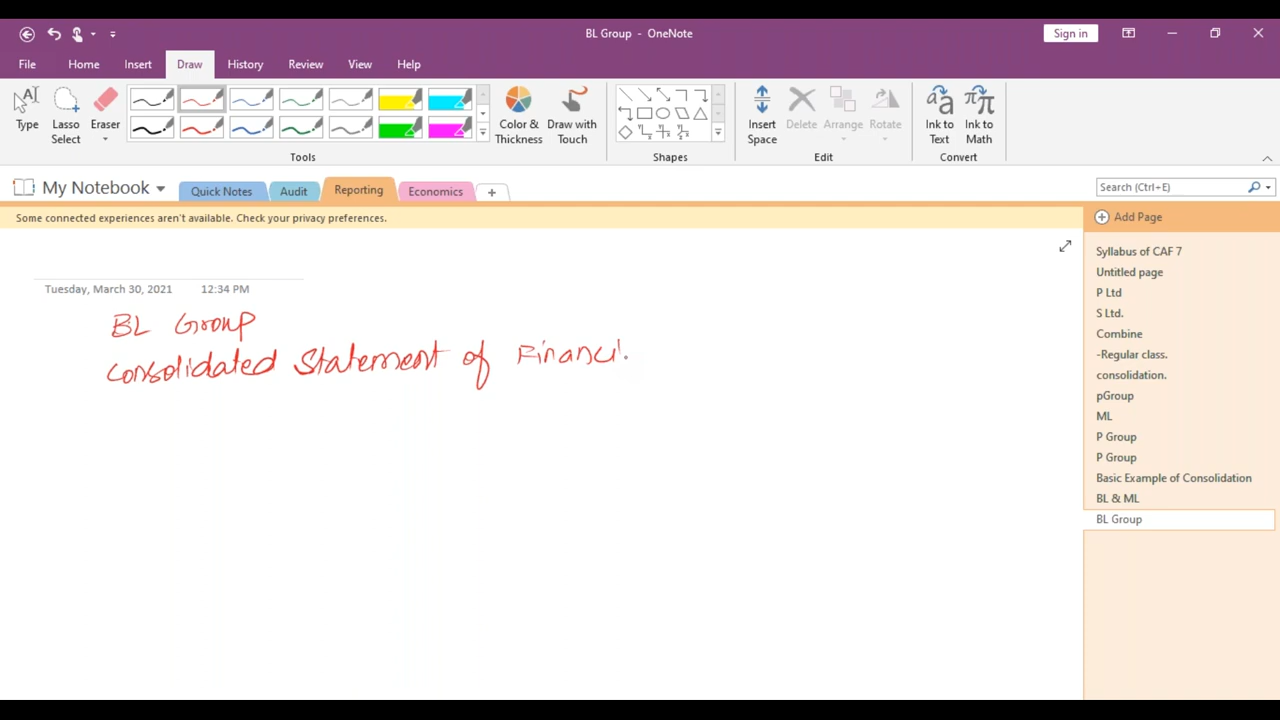 BL Group - OneNote
Sign in
File Home Insert Draw History Review View Help
Type
Lasso Select
Eraser
Color & Thickness
Draw with Touch
Insert Space
Delete
Arrange
Rotate
Ink to Text
Ink to Math
Tools
Shapes
Edit
Convert
My Notebook
Quick Notes
Audit
Reporting
Economics
Search (Ctrl+E)
Some connected experiences aren't available. Check your privacy preferences.
Add Page
Tuesday, March 30, 2021 12:34 PM
BL Group
Consolidated Statement of Financi
Syllabus of CAF 7
Untitled page
P Ltd
S Ltd.
Combine
-Regular class.
consolidation.
pGroup
ML
P Group
P Group
Basic Example of Consolidation
BL & ML
BL Group